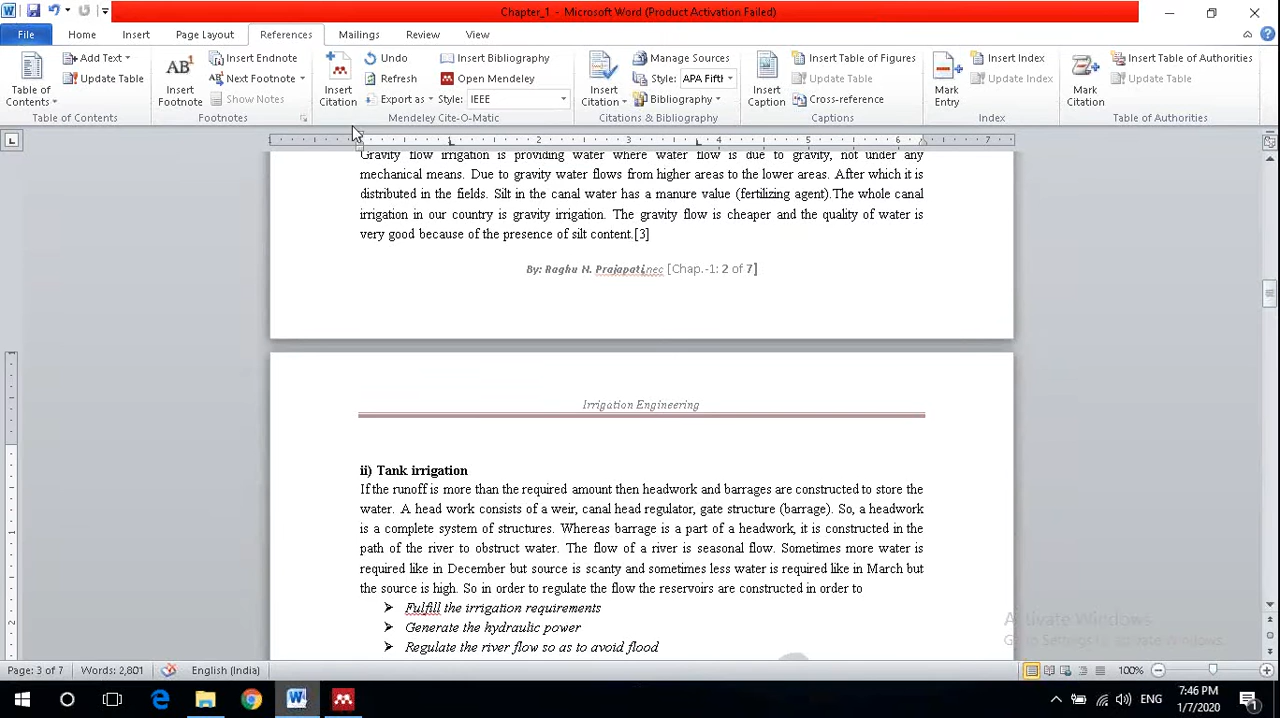 Chapter_1 - Microsoft Word (Product Activation Failed)
File Home Insert Page Layout References Mailings Review View
Table of Contents
Add Text
Update Table
Table of Contents
AB¹
Insert Footnote
Insert Endnote
Next Footnote
Show Notes
Footnotes
Insert Citation
Undo
Refresh
Export as
Insert Bibliography
Open Mendeley
Style: IEEE
Mendeley Cite-O-Matic
Insert Citation
Manage Sources
Style: APA Fifth
Bibliography
Citations & Bibliography
Insert Caption
Insert Table of Figures
Update Table
Cross-reference
Captions
Mark Entry
Insert Index
Update Index
Index
Mark Citation
Insert Table of Authorities
Update Table
Table of Authorities
1 2 3 4 5 6 7
Gravity flow irrigation is providing water where water flow is due to gravity, not under any
mechanical means. Due to gravity water flows from higher areas to the lower areas. After which it is
distributed in the fields. Silt in the canal water has a manure value (fertilizing agent).The whole canal
irrigation in our country is gravity irrigation. The gravity flow is cheaper and the quality of water is
very good because of the presence of silt content.[3]
By: Raghu N. Prajapati,nec [Chap.-1: 2 of 7]
Irrigation Engineering
ii) Tank irrigation
If the runoff is more than the required amount then headwork and barrages are constructed to store the
water. A head work consists of a weir, canal head regulator, gate structure (barrage). So, a headwork
is a complete system of structures. Whereas barrage is a part of a headwork, it is constructed in the
path of the river to obstruct water. The flow of a river is seasonal flow. Sometimes more water is
required like in December but source is scanty and sometimes less water is required like in March but
the source is high. So in order to regulate the flow the reservoirs are constructed in order to
➢ Fulfill the irrigation requirements
➢ Generate the hydraulic power
➢ Regulate the river flow so as to avoid flood
Activate Windows
Go to Settings to activate Windows.
Page: 3 of 7 Words: 2,801 English (India) 100%
ENG 7:46 PM
1/7/2020